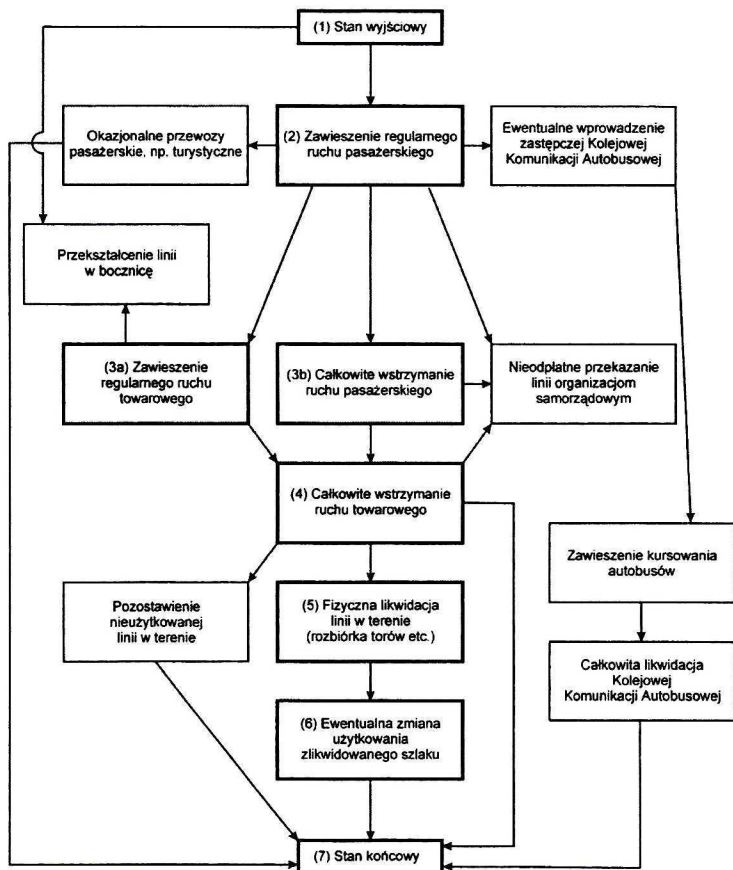 (1) Stan wyjściowy
Okazjonalne przewozy
pasażerskie, np. turystyczne
(2) Zawieszenie regularnego
ruchu pasażerskiego
Ewentualne wprowadzenie
zastępczej Kolejowej
Komunikacji Autobusowej
Przekształcenie linii
w bocznicę
(3a) Zawieszenie
regularnego ruchu
towarowego
(3b) Całkowite wstrzymanie
ruchu pasażerskiego
Nieodpłatne przekazanie
linii organizacjom
samorządowym
(4) Całkowite wstrzymanie
ruchu towarowego
Zawieszenie kursowania
autobusów
Pozostawienie
nieużytkowanej
linii w terenie
(5) Fizyczna likwidacja
linii w terenie
(rozbiórka torów etc.)
Całkowita likwidacja
Kolejowej
Komunikacji Autobusowej
(6) Ewentualna zmiana
użytkowania
zlikwidowanego szlaku
(7) Stan końcowy